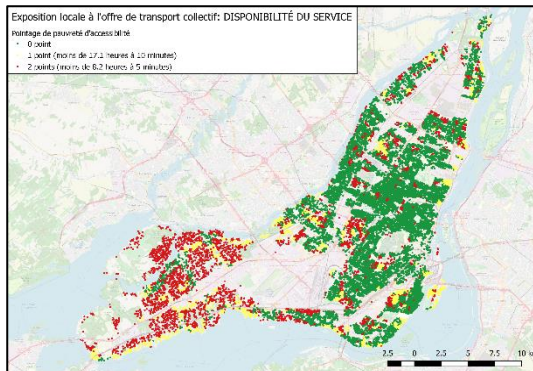 Exposition locale à l'offre de transport collectif: DISPONIBILITÉ DU SERVICE
Pointage de pauvreté d'accessibilité
0 point
1 point (moins de 17.1 heures à 10 minutes)
2 points (moins de 8.2 heures à 5 minutes)
2.5 0 2.5 5 7.5 10 km